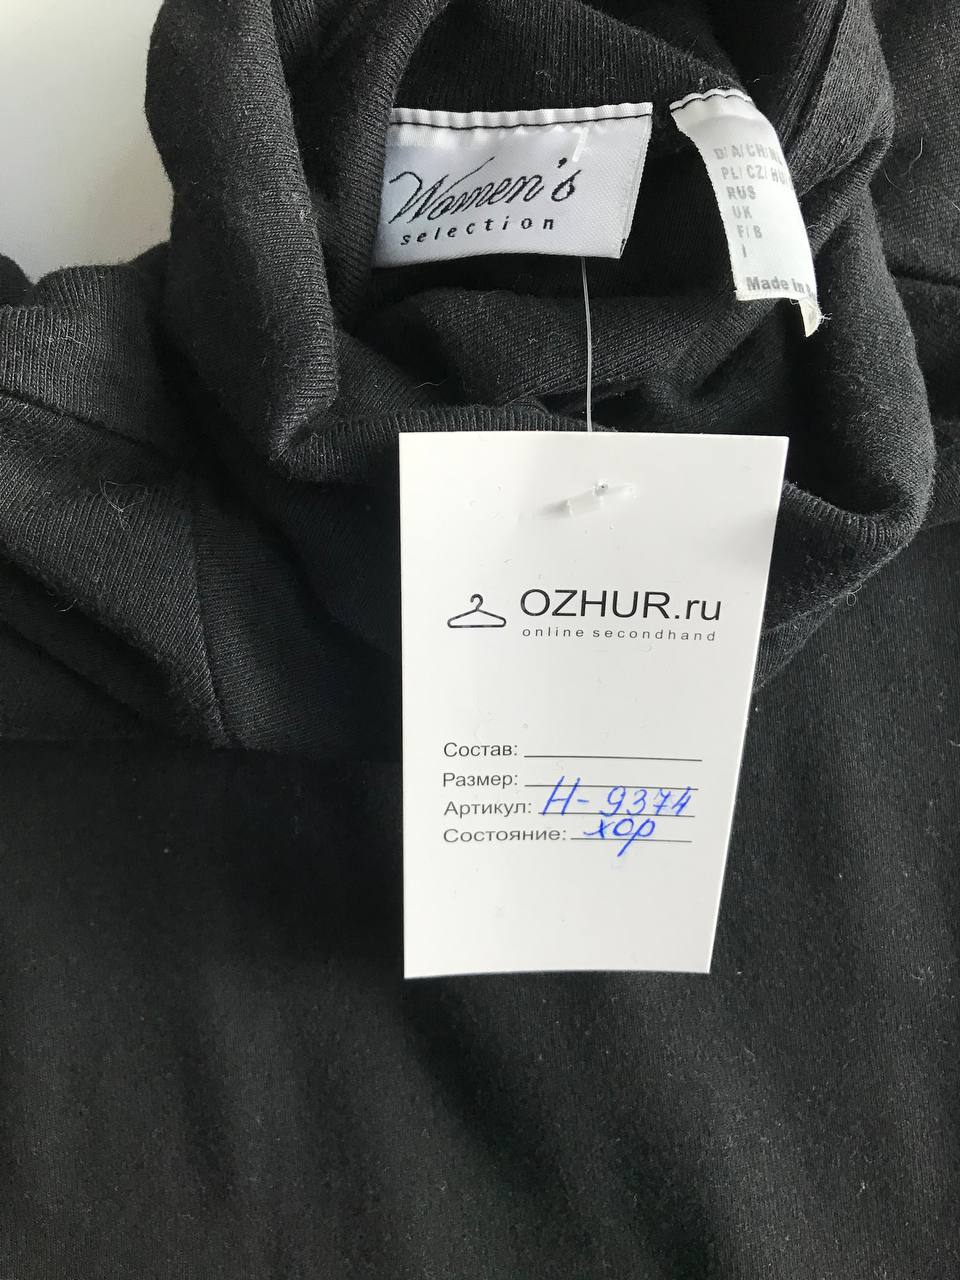 Women's
selection
D/A/CH/NL
PL/CZ/HU
RUS
UK
F/B
I
Made in
OZHUR.ru
online secondhand
Состав:
Размер:
Артикул: Н-9374
Состояние: хор